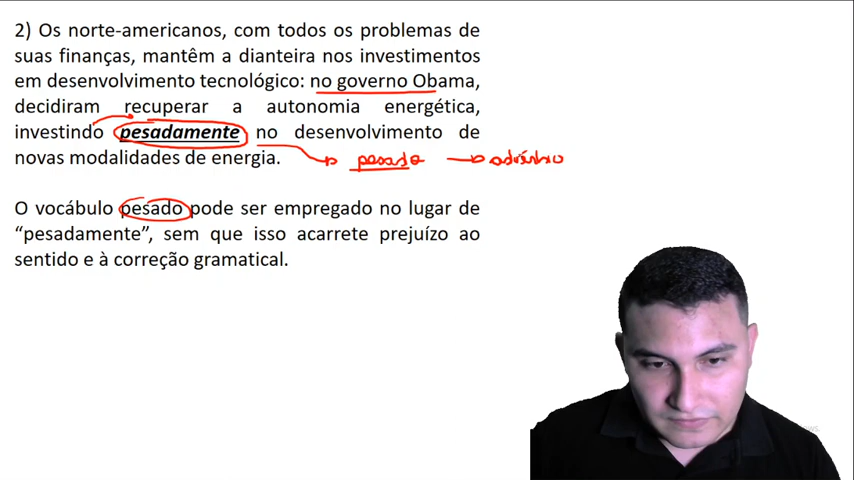 2) Os norte-americanos, com todos os problemas de
suas finanças, mantêm a dianteira nos investimentos
em desenvolvimento tecnológico: no governo Obama,
decidiram recuperar a autonomia energética,
investindo pesadamente no desenvolvimento de
novas modalidades de energia.
pesado advérbio
O vocábulo pesado pode ser empregado no lugar de
“pesadamente”, sem que isso acarrete prejuízo ao
sentido e à correção gramatical.